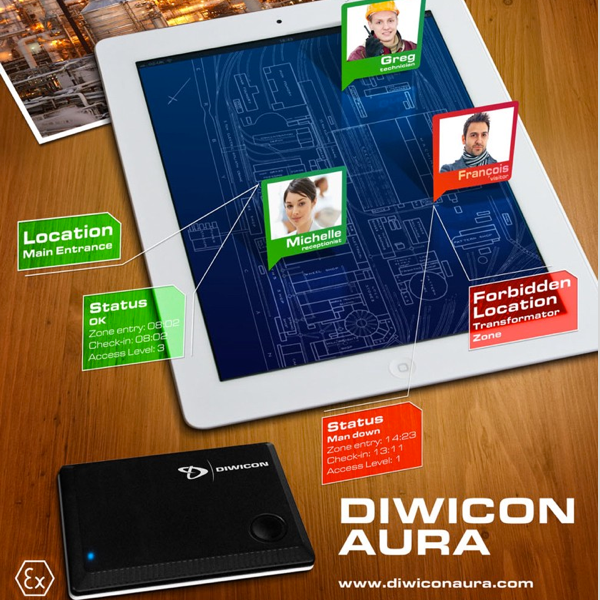 Greg
technician
François
visitor
Michelle
receptionist
Location
Main Entrance
Status
OK
Zone entry: 08:02
Check-in: 08:02
Access Level: 3
Forbidden
Location
Transformator
Zone
Status
Man down
Zone entry: 14:23
Check-in: 13:11
Access Level: 1
DIWICON
DIWICON
AURA
Ex
www.diwiconaura.com